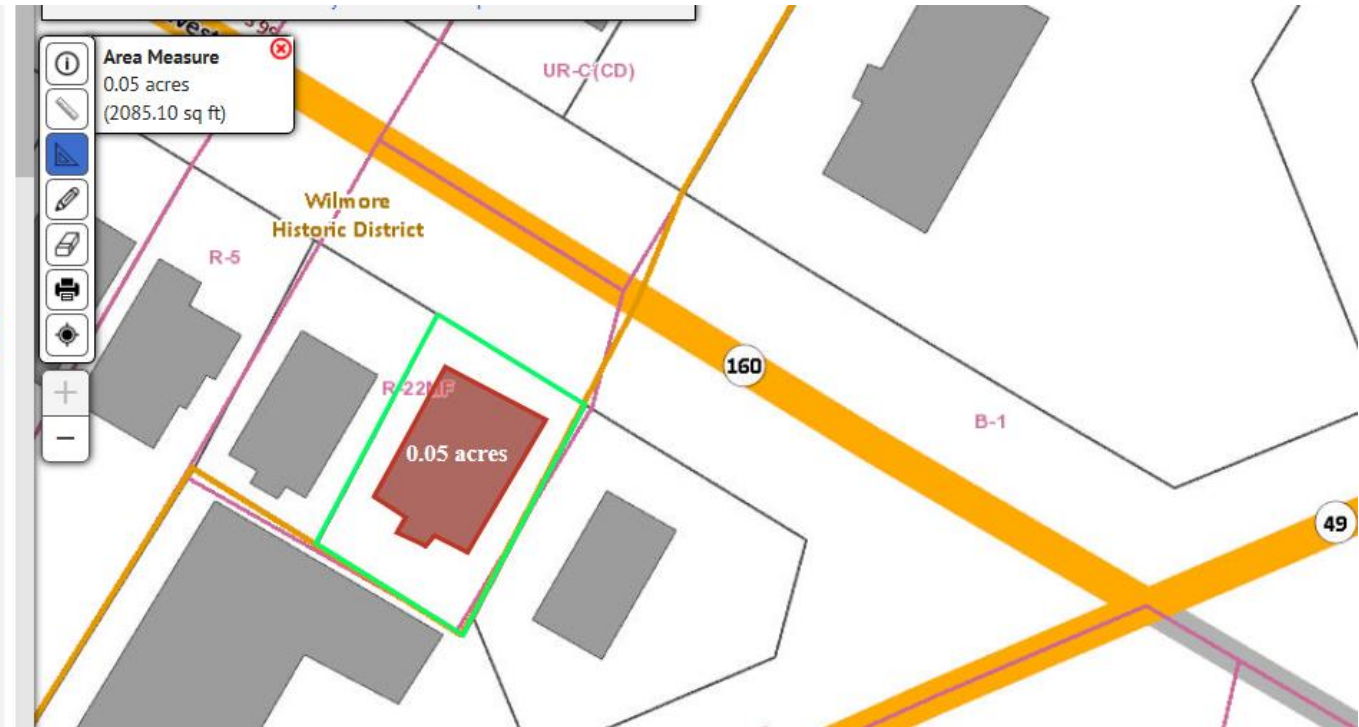 West
Area Measure
0.05 acres
(2085.10 sq ft)
UR-C(CD)
Wilmore
Historic District
R-5
160
R-22MF
0.05 acres
B-1
49